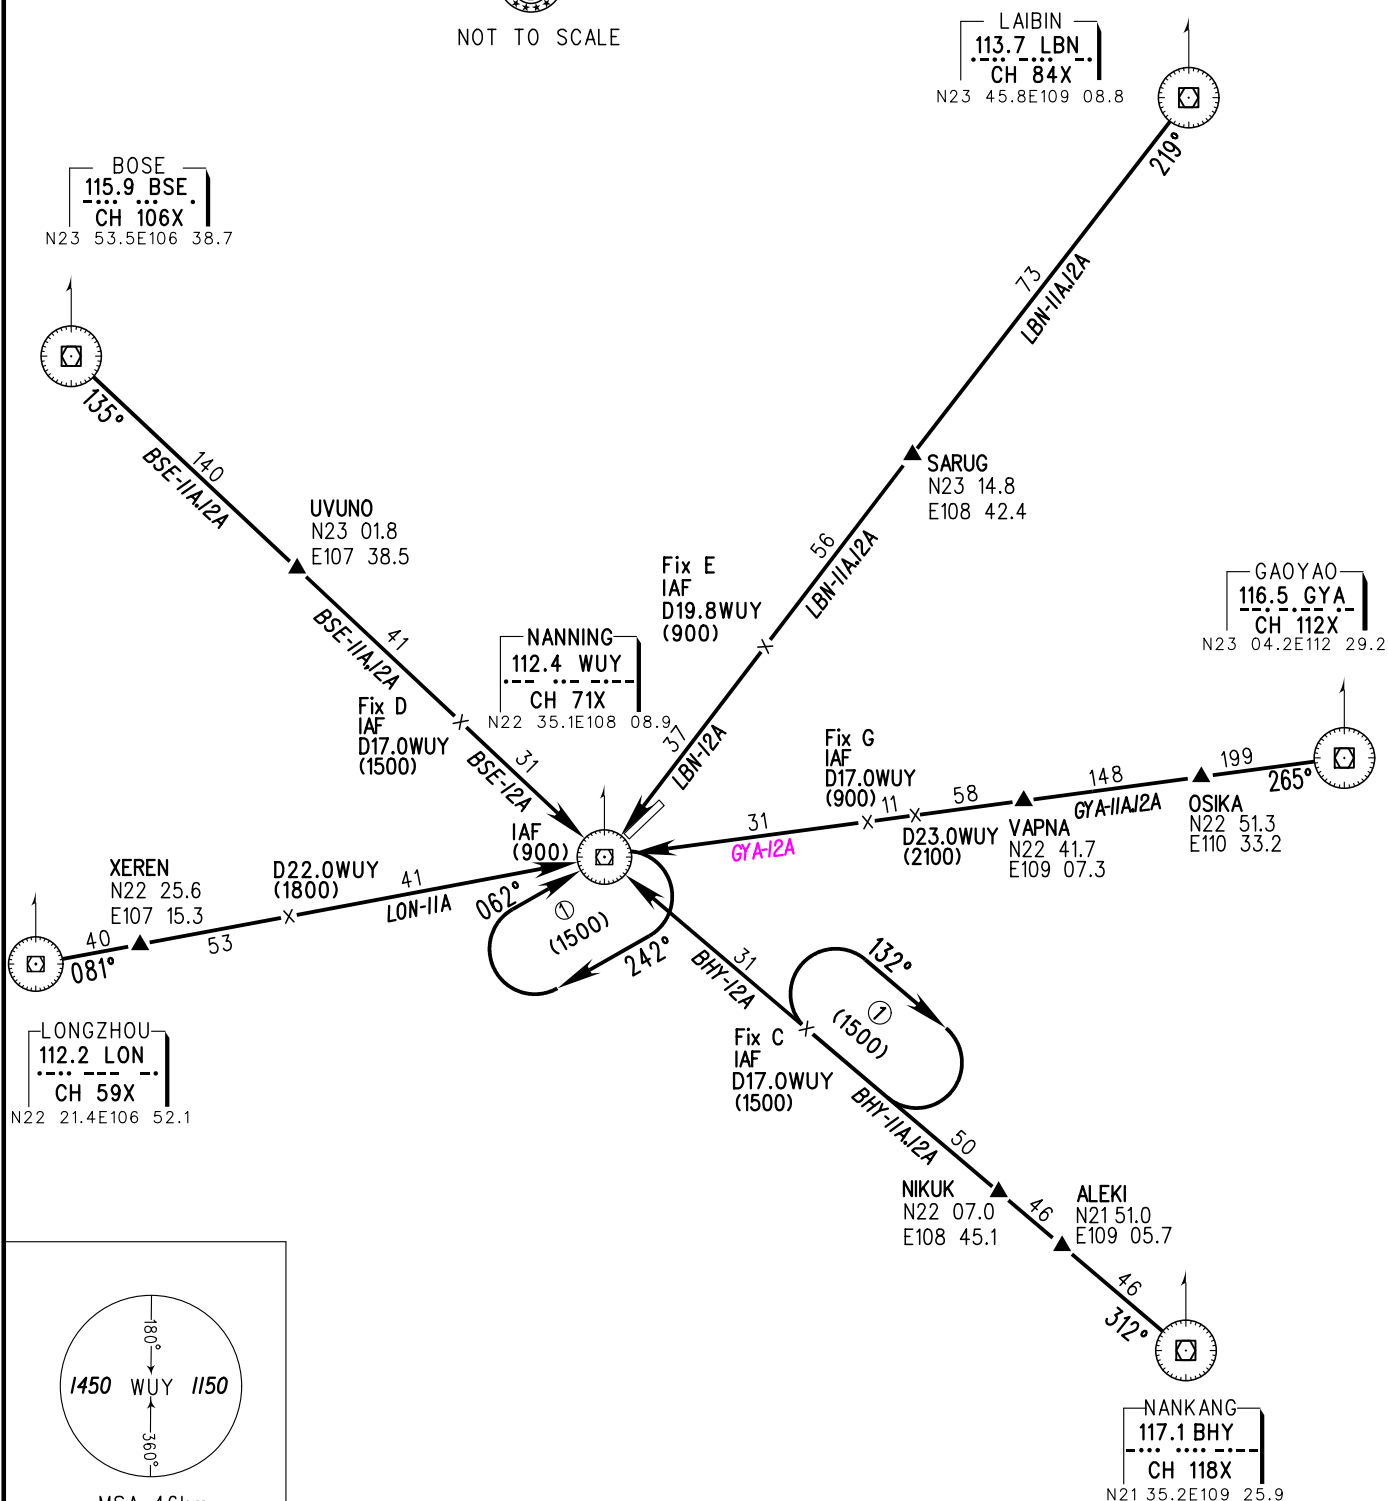 NOT TO SCALE
LAIBIN
113.7 LBN
CH 84X
N23 45.8E109 08.8
219°
BOSE
115.9 BSE
CH 106X
N23 53.5E106 38.7
73
LBN-11A,12A
135°
140
BSE-11A,12A
SARUG
N23 14.8
E108 42.4
UVUNO
N23 01.8
E107 38.5
56
LBN-11A,12A
Fix E
IAF
D19.8WUY
(900)
GAOYAO
116.5 GYA
CH 112X
N23 04.2E112 29.2
41
BSE-11A,12A
NANNING
112.4 WUY
CH 71X
N22 35.1E108 08.9
Fix D
IAF
D17.0WUY
(1500)
37
LBN-12A
31
BSE-12A
Fix G
IAF
D17.0WUY
(900)
11
58
148
GYA-11A,12A
199
265°
OSIKA
N22 51.3
E110 33.2
31
GYA-12A
D23.0WUY
(2100)
VAPNA
N22 41.7
E109 07.3
IAF
(900)
XEREN
N22 25.6
E107 15.3
D22.0WUY
(1800)
41
LON-11A
062°
1
(1500)
242°
40
081°
53
31
BHY-12A
132°
1
(1500)
LONGZHOU
112.2 LON
CH 59X
N22 21.4E106 52.1
Fix C
IAF
D17.0WUY
(1500)
BHY-11A,12A
50
NIKUK
N22 07.0
E108 45.1
46
ALEKI
N21 51.0
E109 05.7
46
312°
180°
1450 WUY 1150
360°
MSA 46km
NANKANG
117.1 BHY
CH 118X
N21 35.2E109 25.9